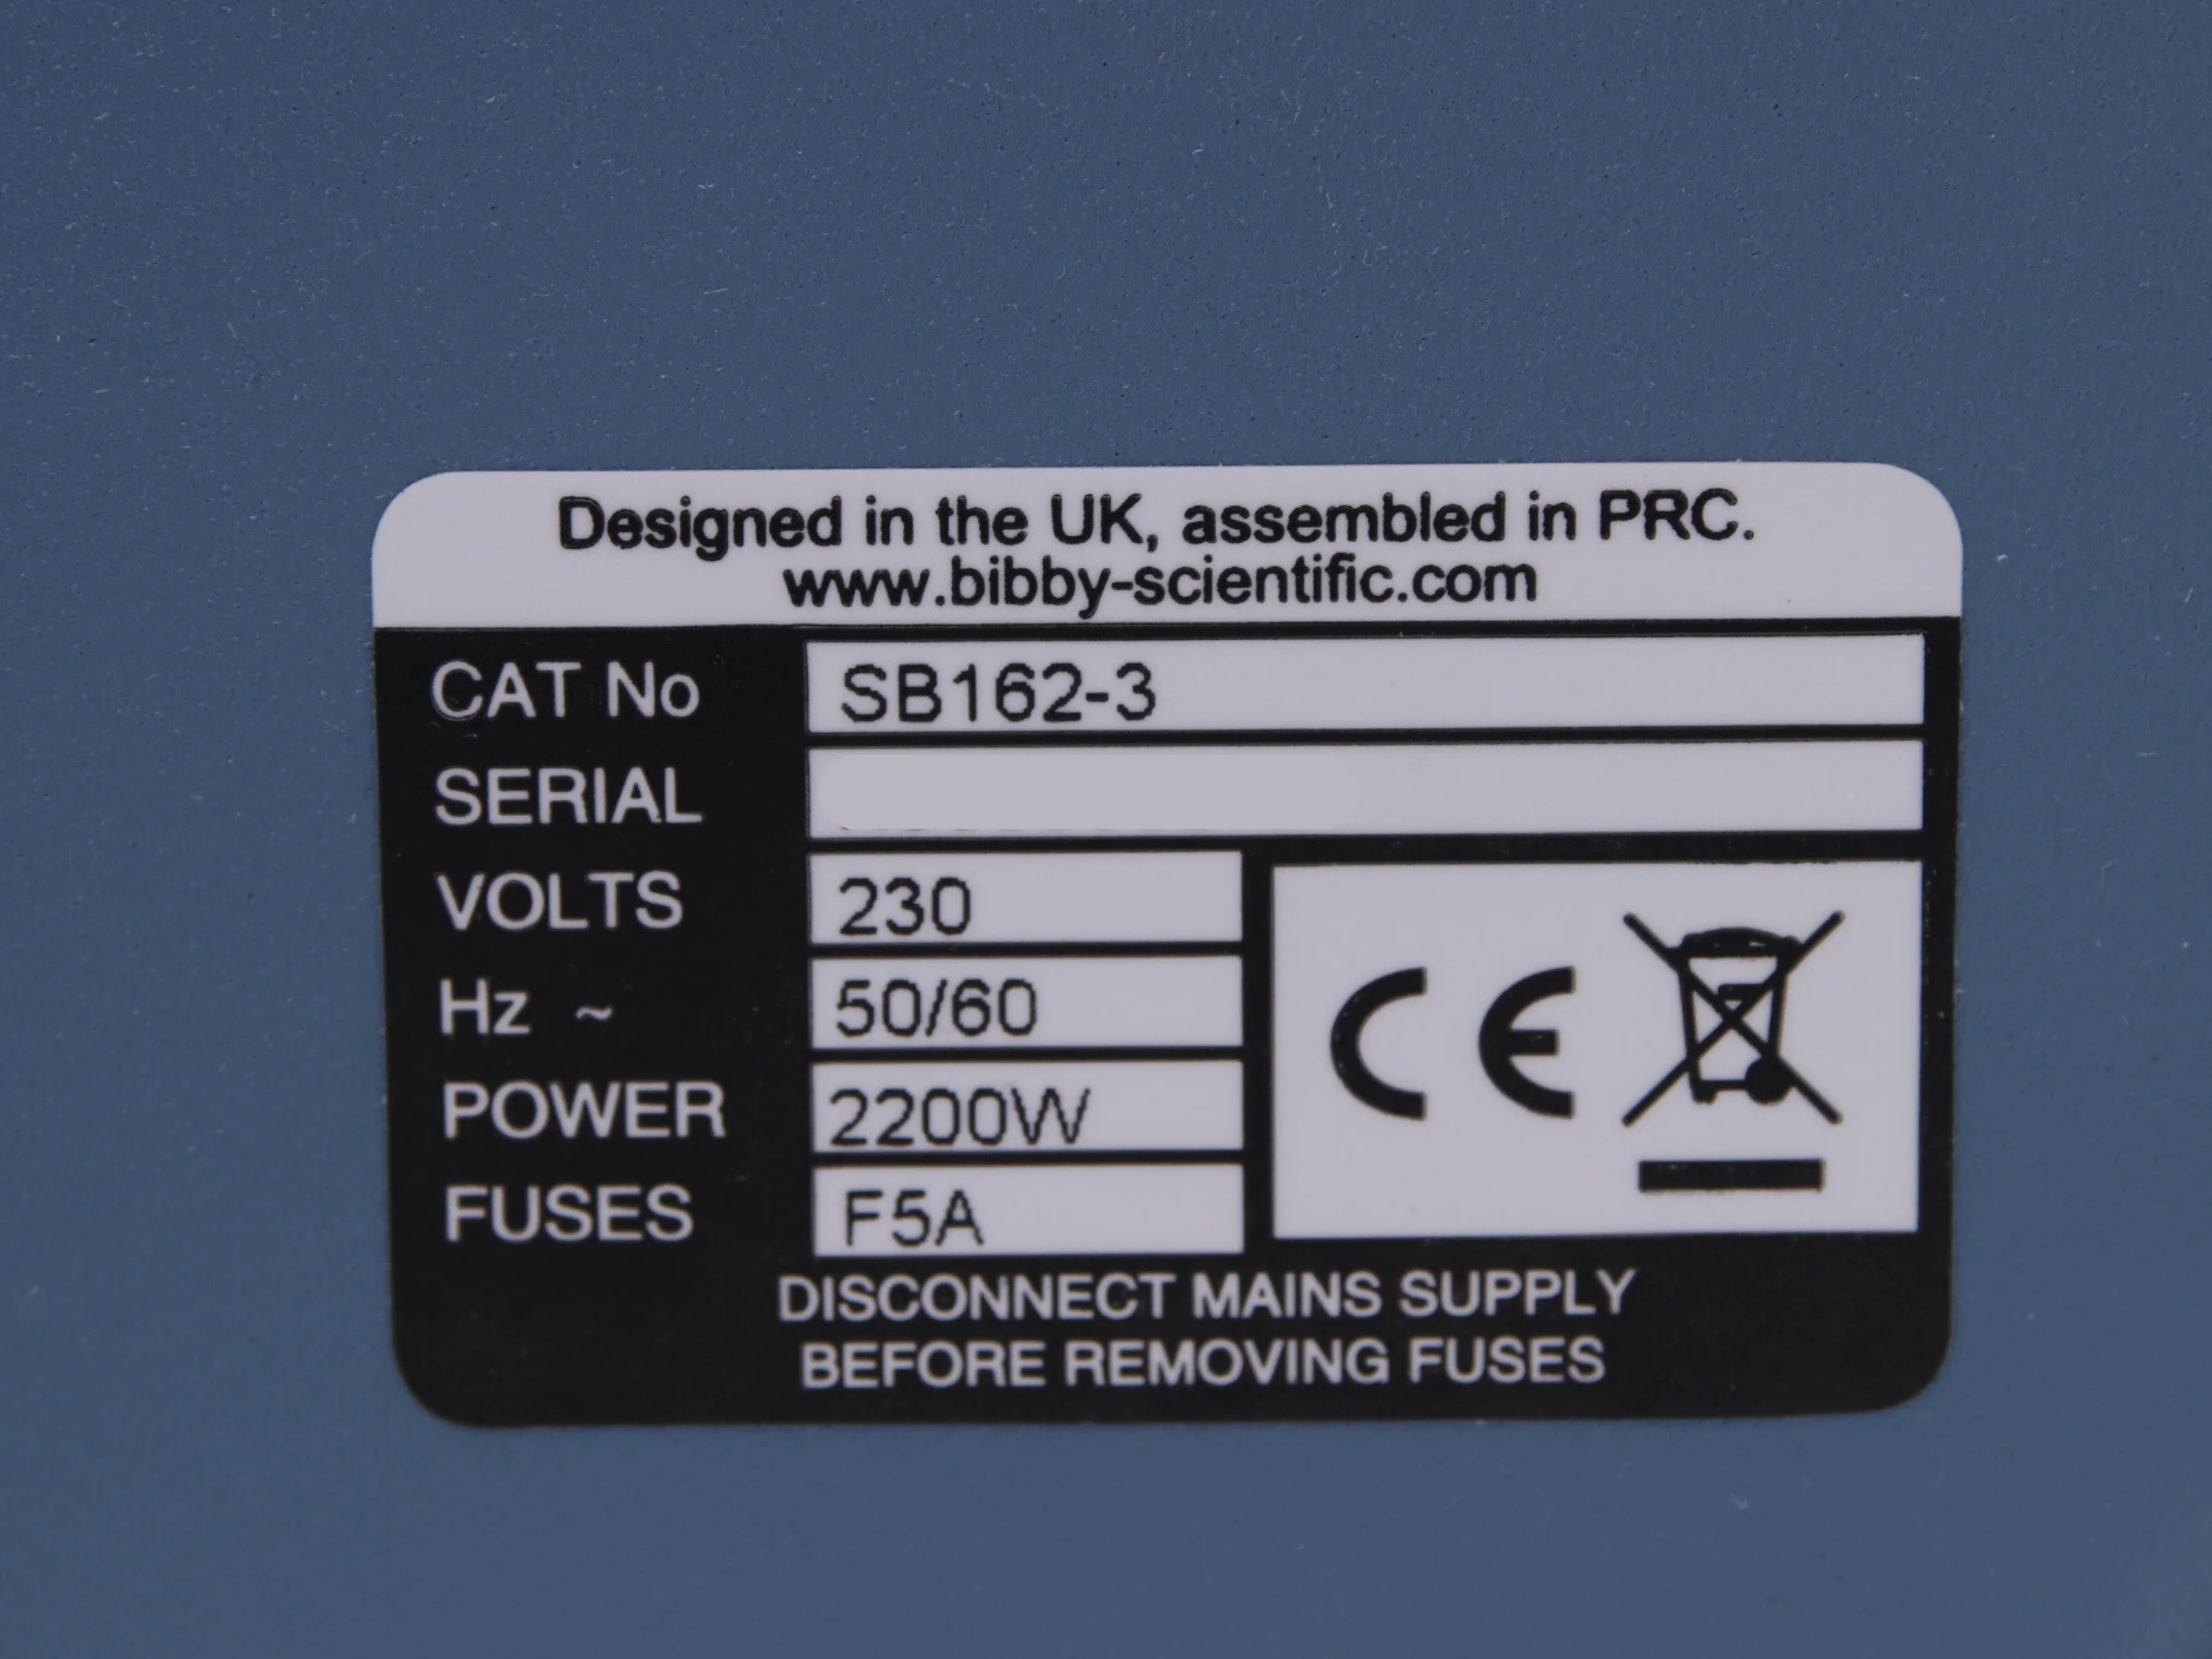 Designed in the UK, assembled in PRC.
www.bibby-scientific.com
CAT No SB162-3
SERIAL
VOLTS 230
Hz ~ 50/60
POWER 2200W
FUSES F5A
CE
DISCONNECT MAINS SUPPLY
BEFORE REMOVING FUSES